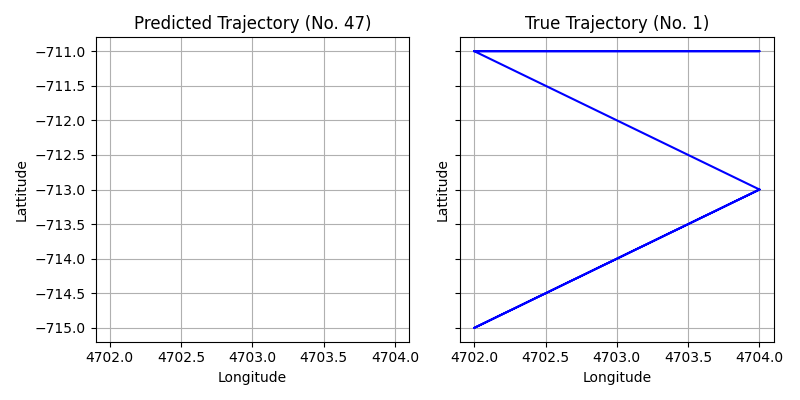 Predicted Trajectory (No. 47)
−711.0
−711.5
−712.0
−712.5
−713.0
−713.5
−714.0
−714.5
−715.0
Lattitude
4702.0 4702.5 4703.0 4703.5 4704.0
Longitude
True Trajectory (No. 1)
Lattitude
4702.0 4702.5 4703.0 4703.5 4704.0
Longitude